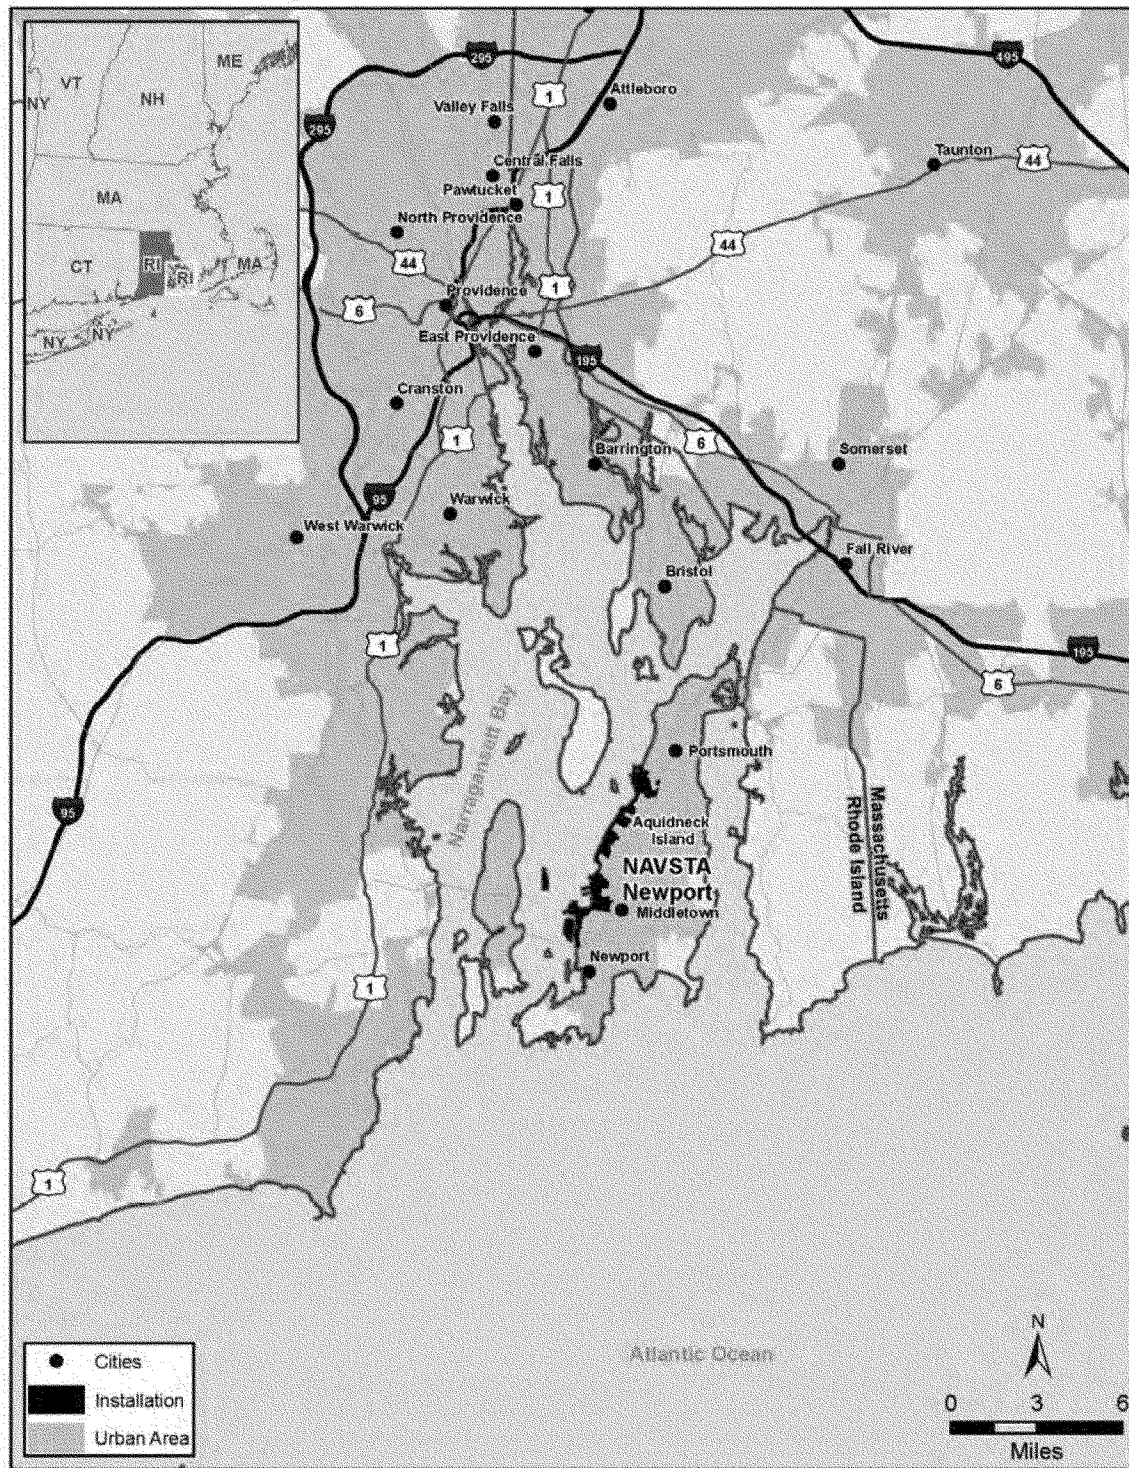 VT
ME
NY
NH
MA
CT
RI
RI
MA
NY
NY
295
495
1
Attleboro
Valley Falls
295
Taunton
44
Central Falls
Pawtucket
1
North Providence
44
44
1
Providence
6
East Providence
195
Cranston
1
6
Barrington
Somerset
95
Warwick
West Warwick
Fall River
Bristol
1
195
6
Narragansett Bay
Portsmouth
95
Massachusetts
Rhode Island
Aquidneck
Island
NAVSTA
Newport
Middletown
Newport
1
1
Atlantic Ocean
N
Cities
Installation
Urban Area
0 3 6
Miles